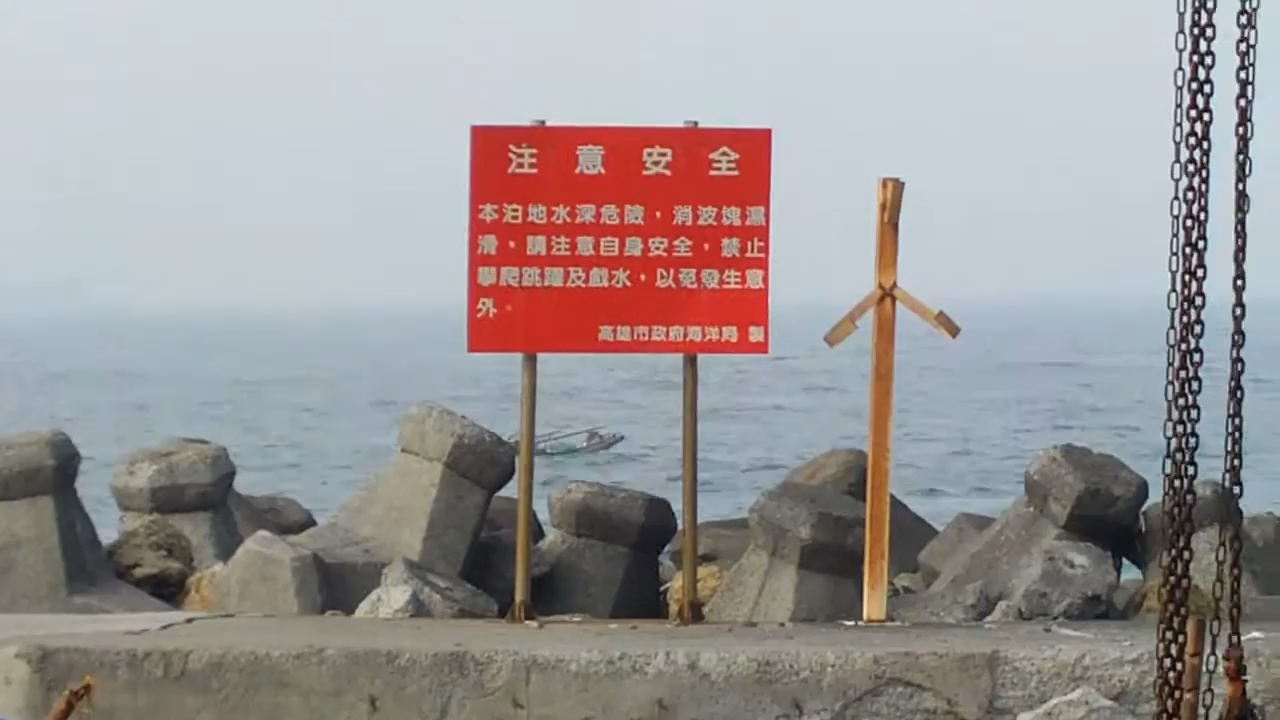 注意安全
本泊地水深危險，消波塊濕
滑，請注意自身安全，禁止
攀爬跳躍及戲水，以免發生意
外。
高雄市政府海洋局 製